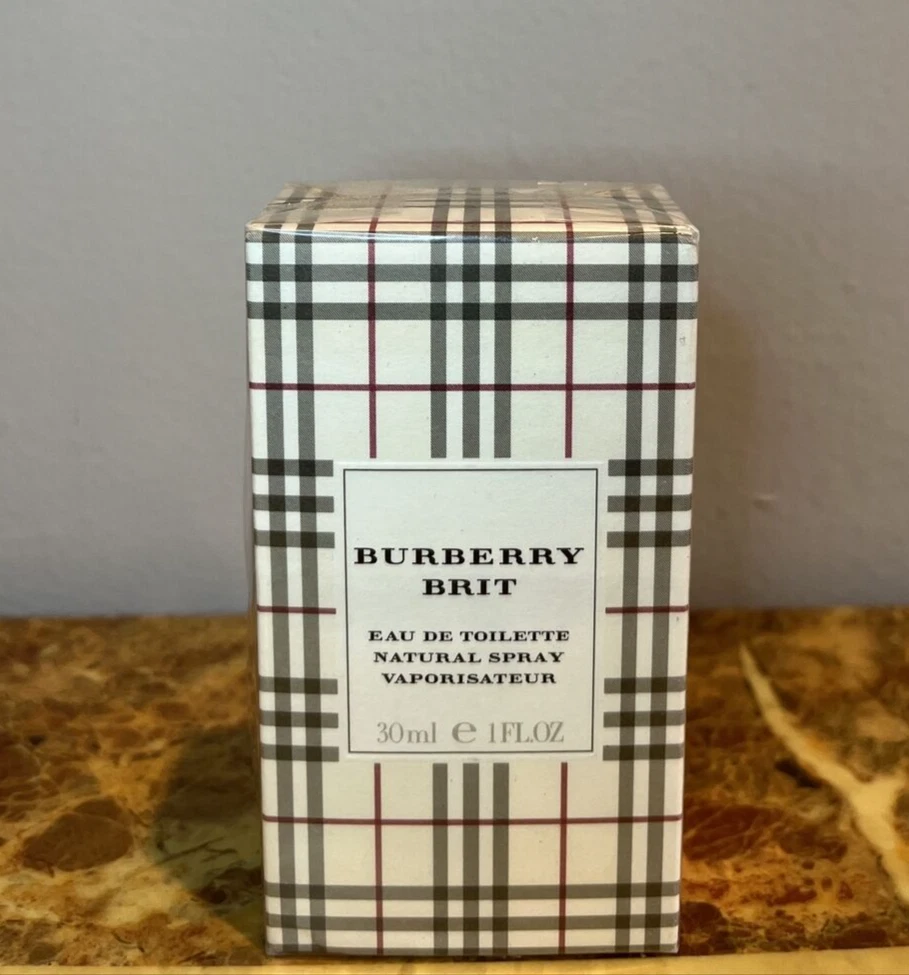 BURBERRY
BRIT
EAU DE TOILETTE
NATURAL SPRAY
VAPORISATEUR
30ml ℮ 1FL.OZ